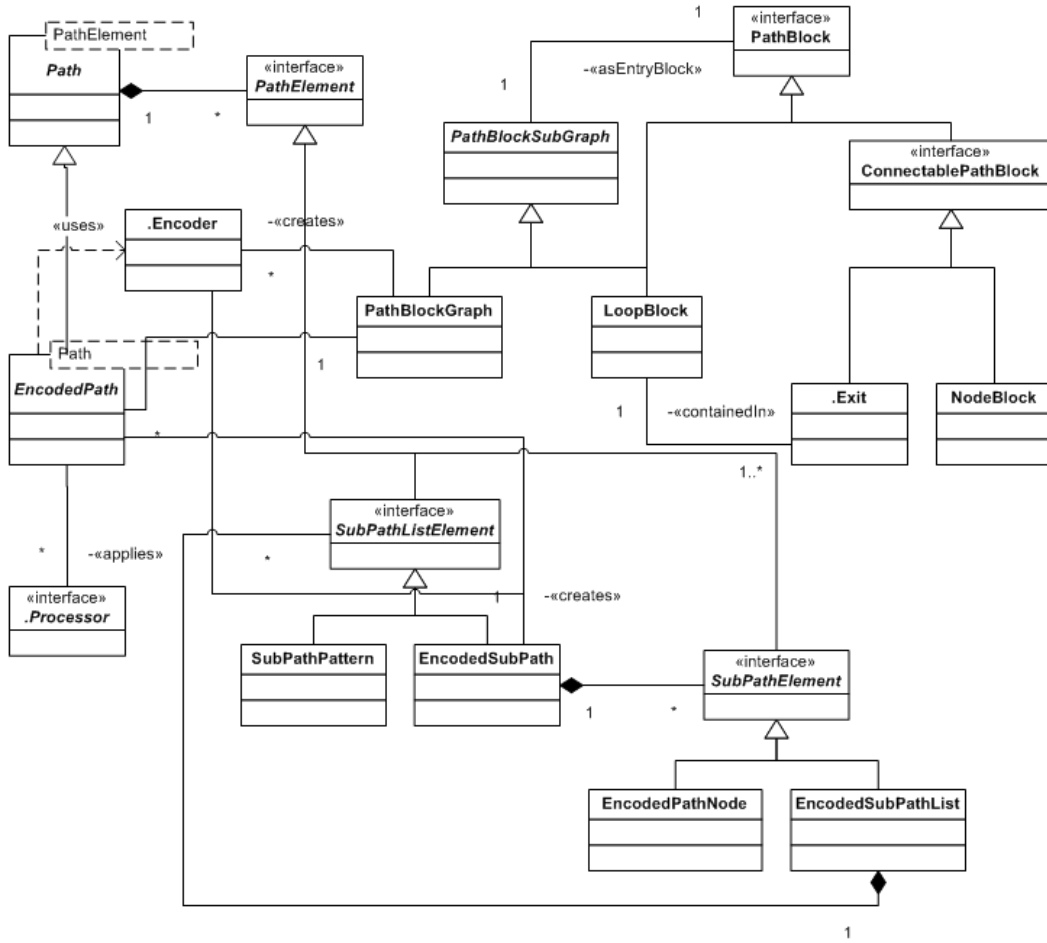 PathElement
Path
1
*
«interface»
PathElement
1
«interface»
PathBlock
-«asEntryBlock»
1
PathBlockSubGraph
«interface»
ConnectablePathBlock
«uses»
.Encoder
-«creates»
*
PathBlockGraph
LoopBlock
Path
EncodedPath
1
*
1
-«containedIn»
.Exit
NodeBlock
1..*
«interface»
SubPathListElement
*
*
-«applies»
«interface»
.Processor
1
-«creates»
SubPathPattern
EncodedSubPath
1
*
«interface»
SubPathElement
EncodedPathNode
EncodedSubPathList
1